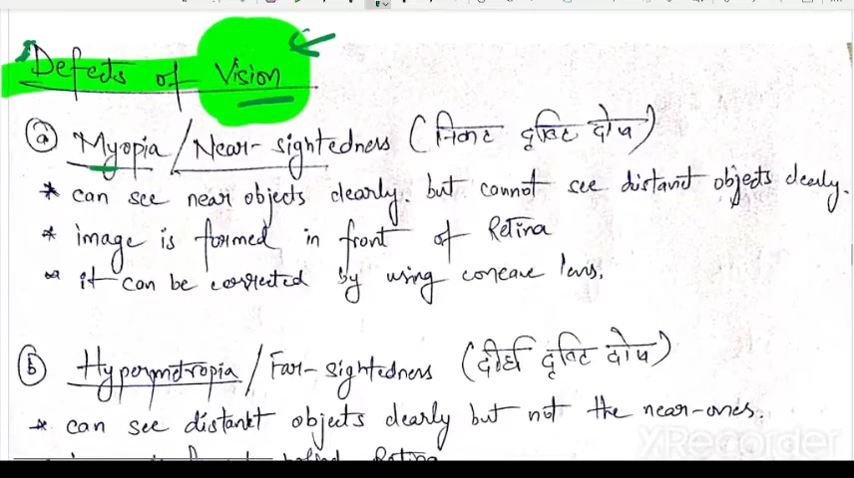 Defects of Vision
(a) Myopia / Near-sightedness (निकट दृष्टि दोष)
* can see near objects clearly. but cannot see distant objects clearly.
* image is formed in front of Retina
* it can be corrected by using concave lens.
(b) Hypermetropia / Far-sightedness (दीर्घ दृष्टि दोष)
* can see distant objects clearly but not the near-ones.
behind Retina
XRecorder